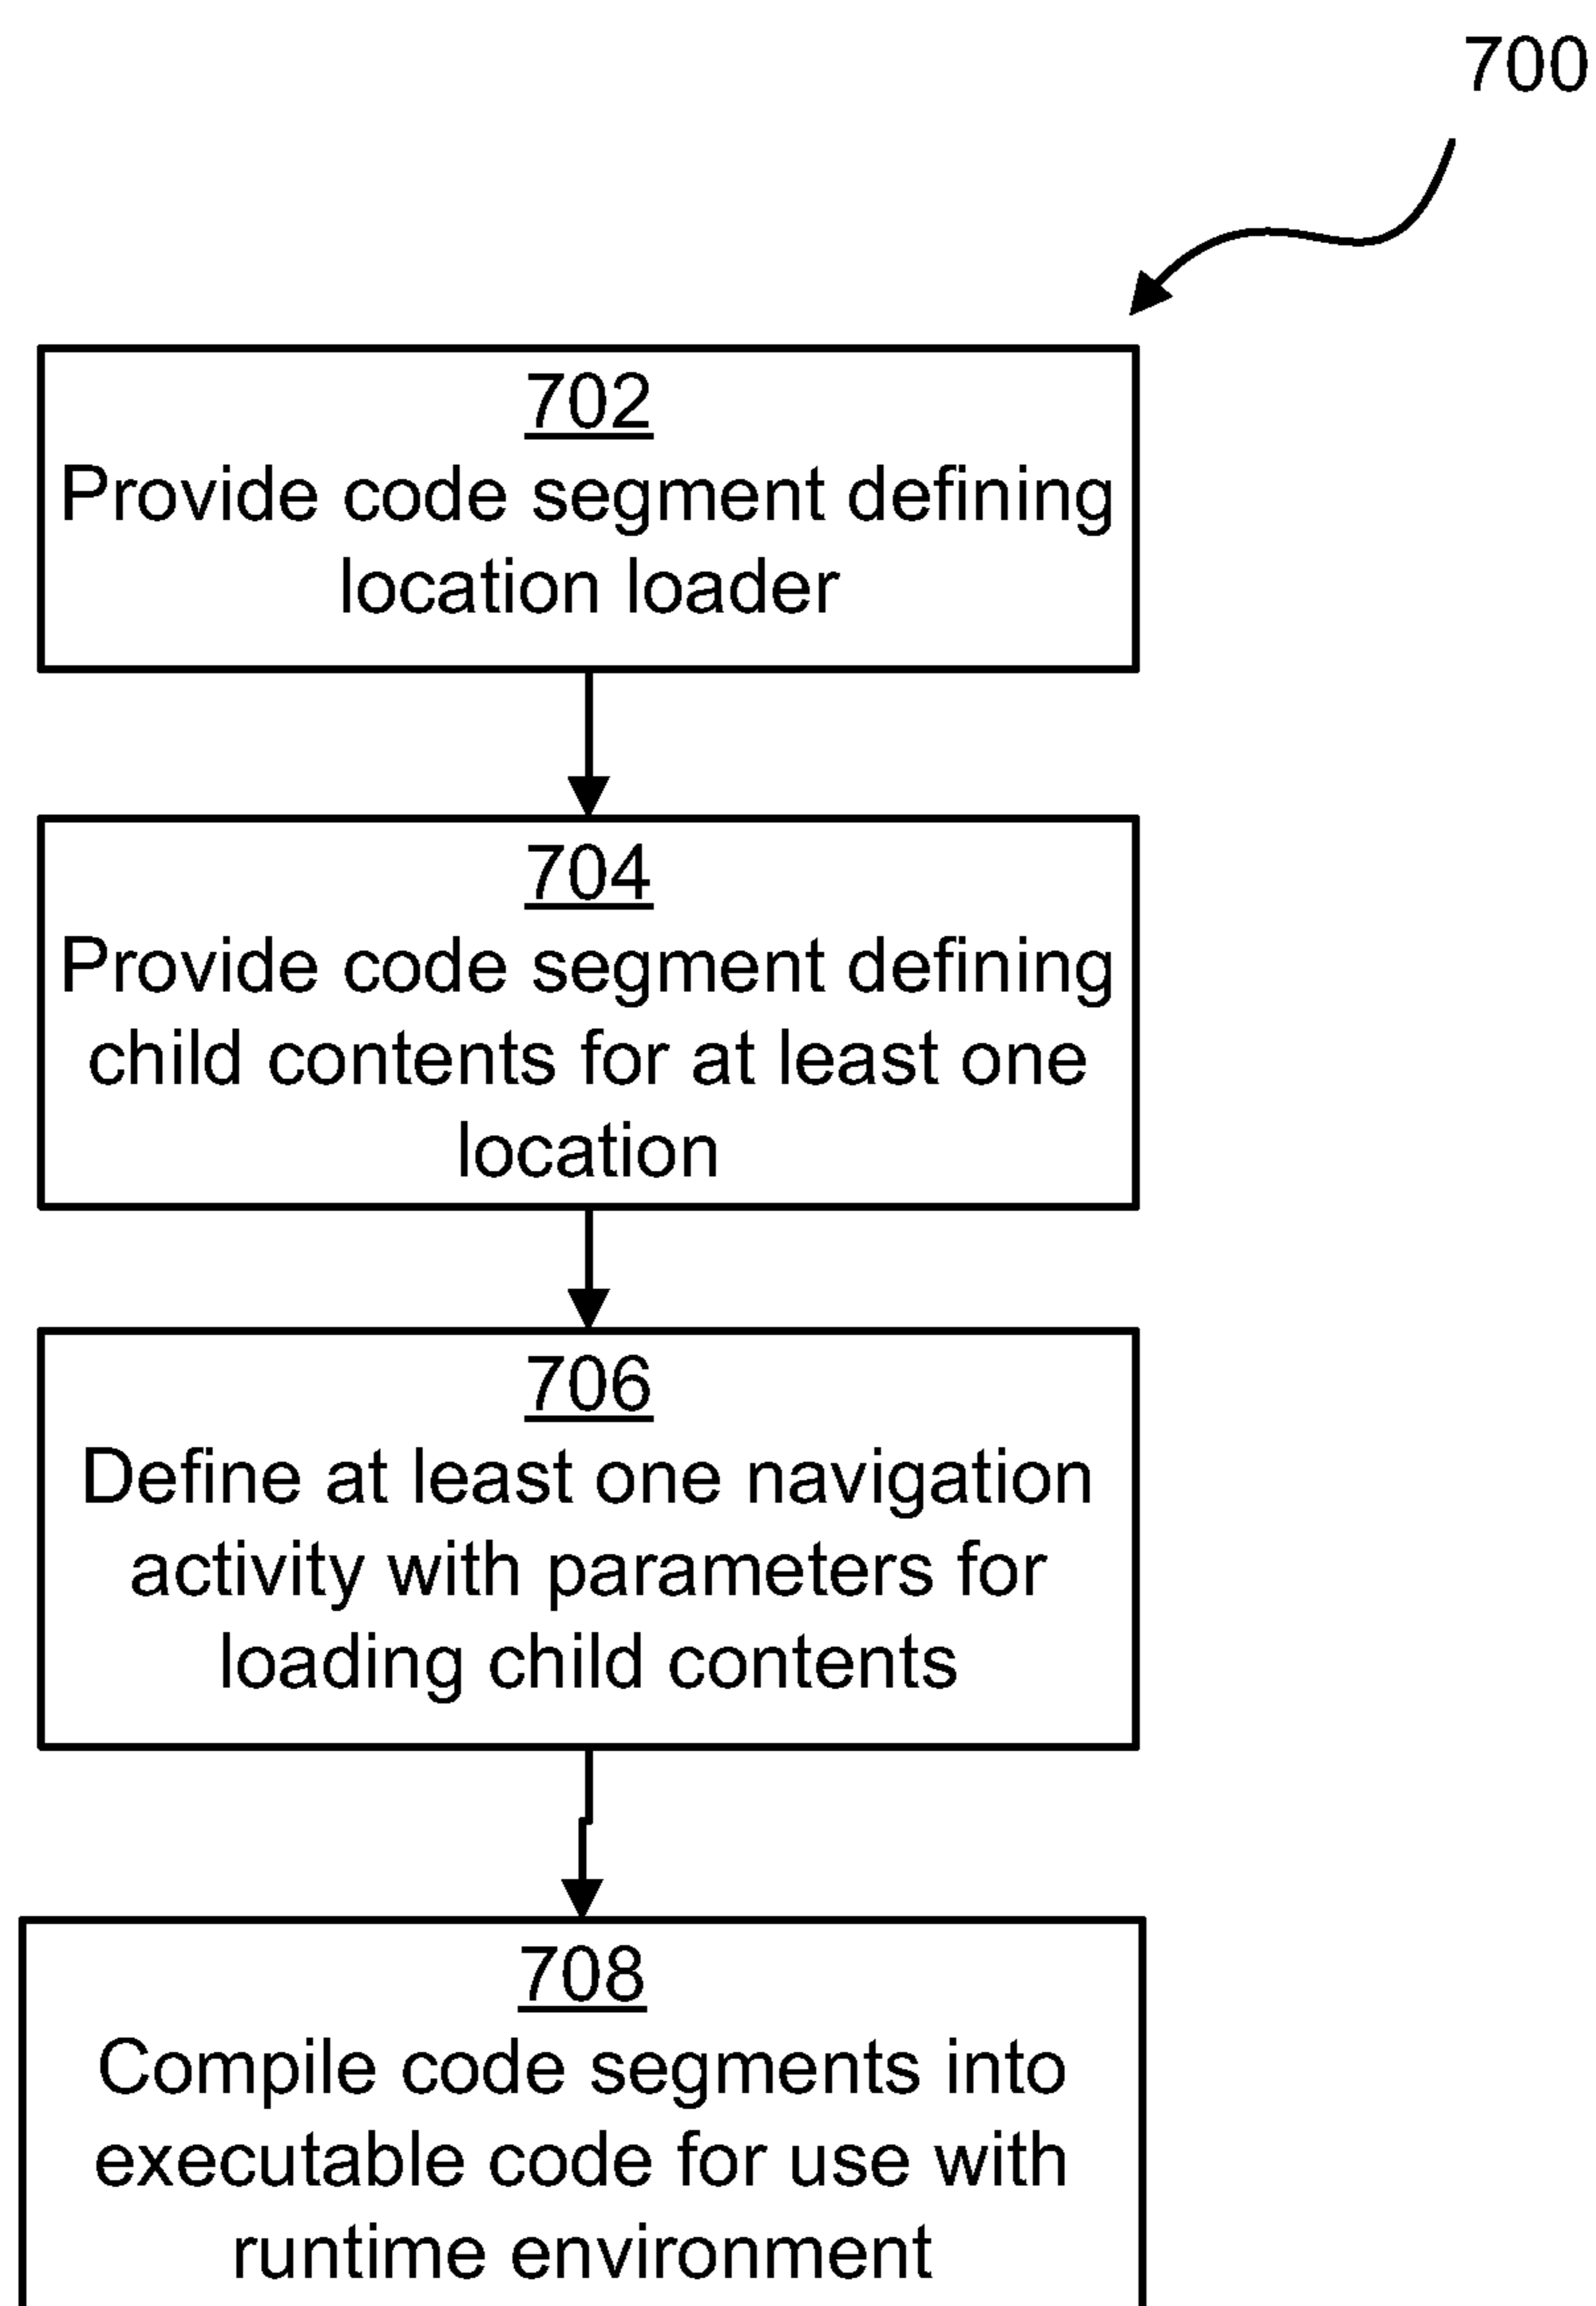 700
702
Provide code segment defining
location loader
704
Provide code segment defining
child contents for at least one
location
706
Define at least one navigation
activity with parameters for
loading child contents
708
Compile code segments into
executable code for use with
runtime environment